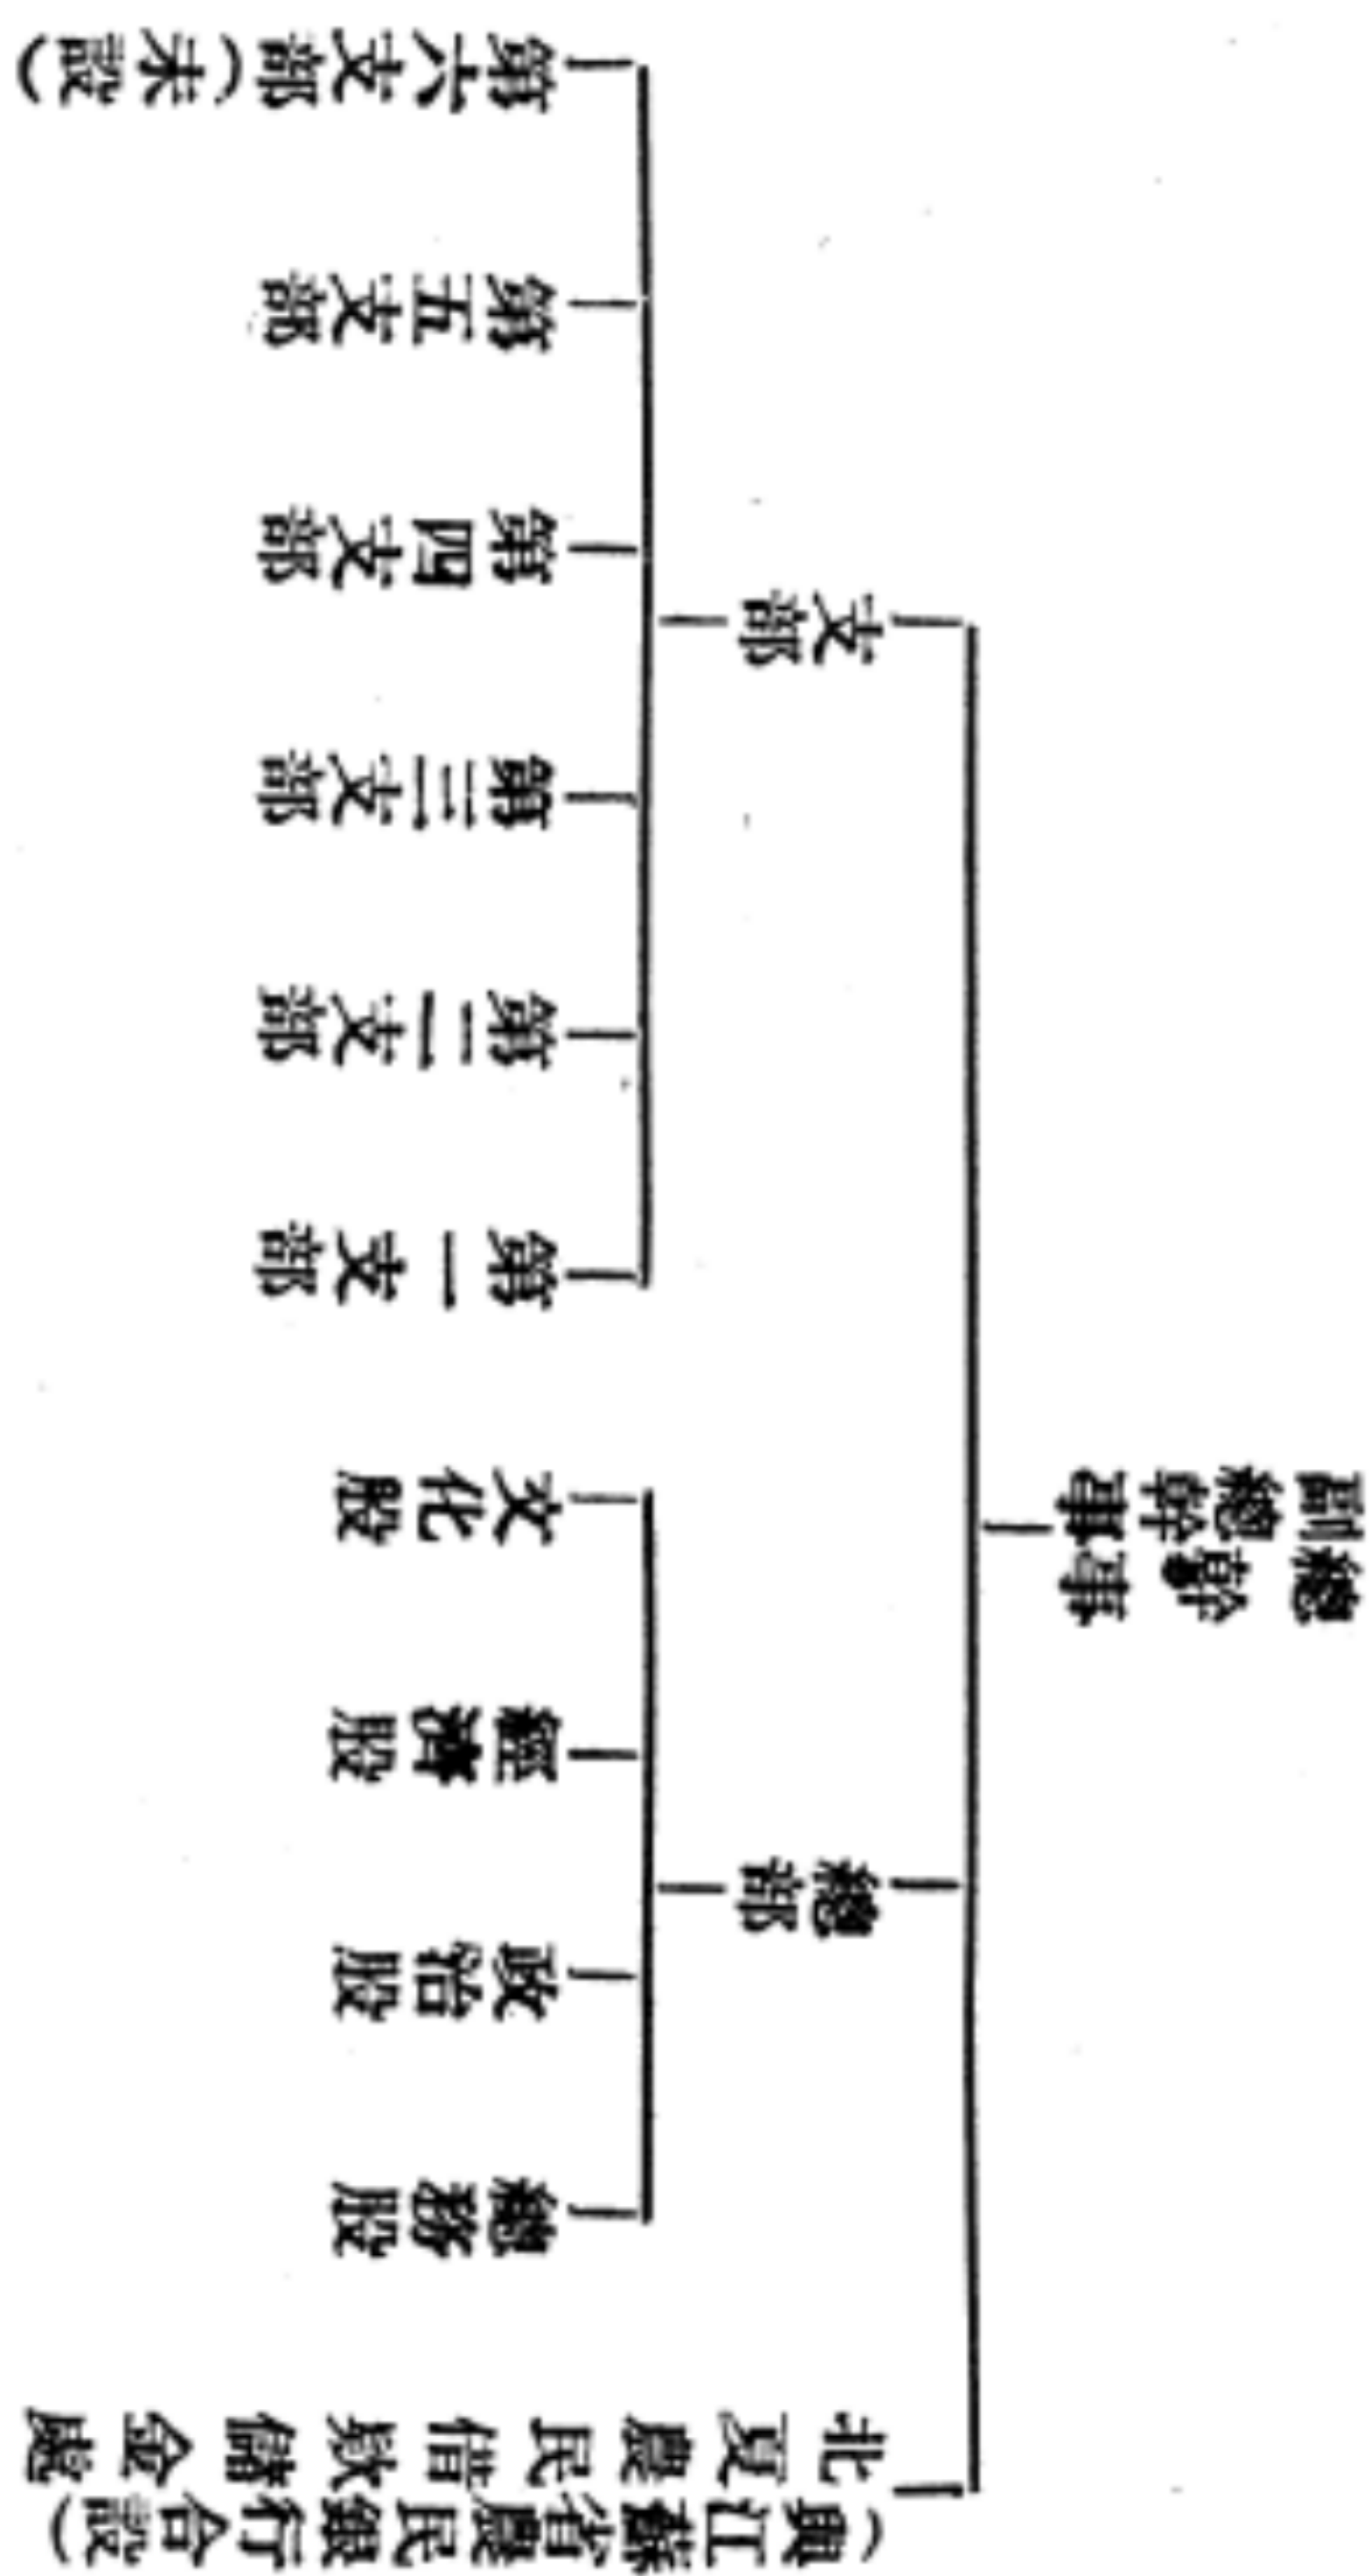 總幹事
副總幹事
北夏農民借欵儲金處
(與江蘇省農民銀行合設)
總部
總務股
政治股
經濟股
文化股
支部
第一支部
第二支部
第三支部
第四支部
第五支部
第六支部(未設)